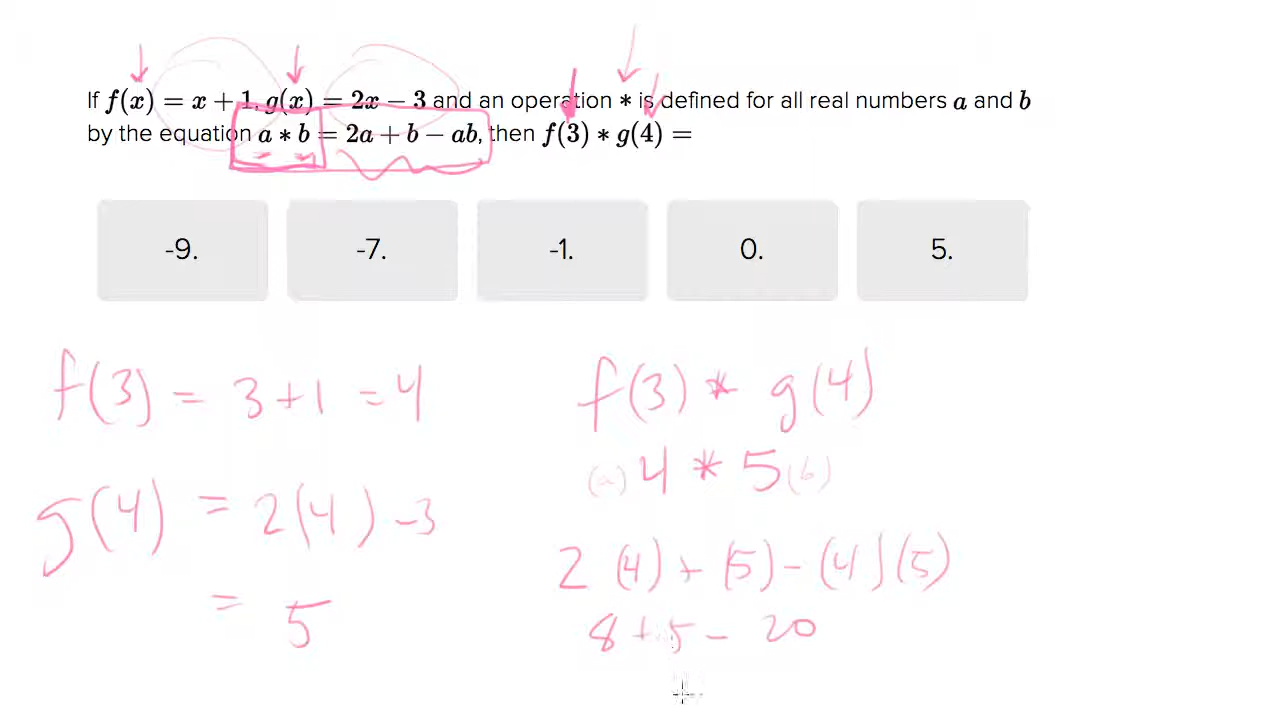 If f(x) = x + 1, g(x) = 2x − 3 and an operation * is defined for all real numbers a and b
by the equation a * b = 2a + b − ab, then f(3) * g(4) =
-9. -7. -1. 0. 5.
f(3) = 3 + 1 = 4
g(4) = 2(4) - 3
= 5
f(3) * g(4)
(a) 4 * 5 (b)
2 (4) + (5) - (4)(5)
8 + 5 - 20